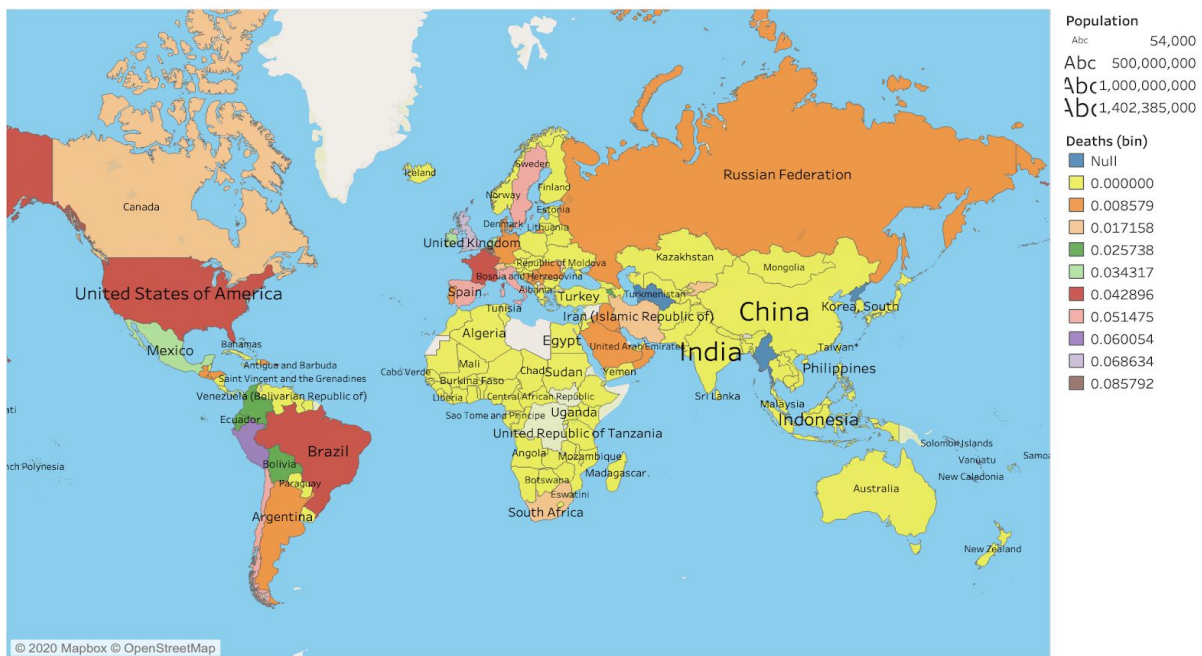 Canada
United States of America
Mexico
Bahamas
Antigua and Barbuda
Saint Vincent and the Grenadines
Venezuela (Bolivarian Republic of)
Ecuador
Brazil
Bolivia
Paraguay
Argentina
ati
nch Polynesia
Iceland
Sweden
Norway
Finland
Estonia
Denmark
Lithuania
United Kingdom
Republic of Moldova
Bosnia and Herzegovina
Spain
Albania
Turkey
Tunisia
Russian Federation
Kazakhstan
Mongolia
Turkmenistan
China
Korea, South
Iran (Islamic Republic of)
Algeria
Egypt
United Arab Emirates
India
Taiwan*
Cabo Verde
Mali
Chad
Sudan
Yemen
Philippines
Burkina Faso
Liberia
Central African Republic
Sri Lanka
Malaysia
Sao Tome and Principe
Uganda
Indonesia
United Republic of Tanzania
Solomon Islands
Angola
Mozambique
Vanuatu
Samoa
Madagascar
Botswana
New Caledonia
Eswatini
Australia
South Africa
New Zealand
© 2020 Mapbox © OpenStreetMap
Population
Abc 54,000
Abc 500,000,000
Abc 1,000,000,000
Abc 1,402,385,000
Deaths (bin)
Null
0.000000
0.008579
0.017158
0.025738
0.034317
0.042896
0.051475
0.060054
0.068634
0.085792